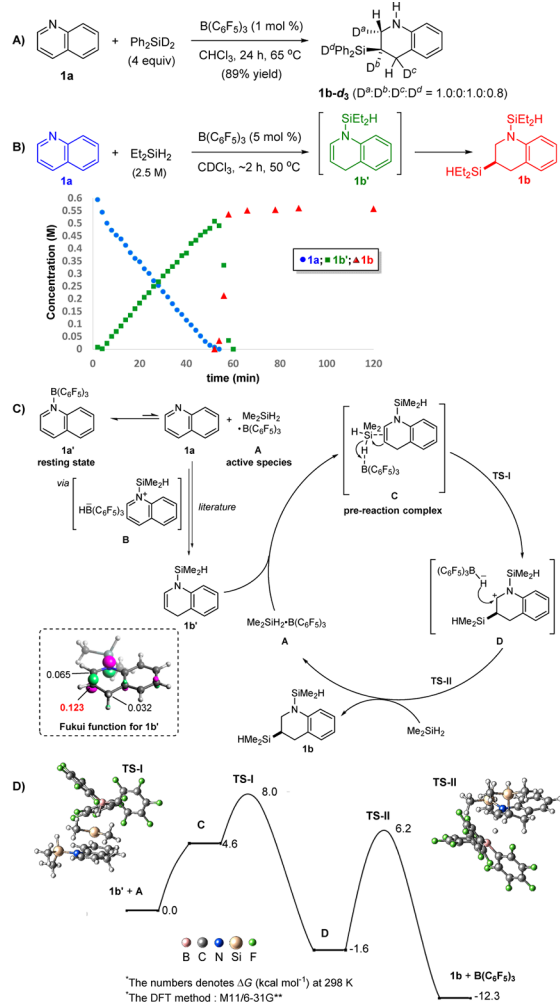 A)
N
1a
+
Ph2SiD2
(4 equiv)
B(C6F5)3 (1 mol %)
CHCl3, 24 h, 65 °C
(89% yield)
H
H
N
Dᵃ
DᵈPh2Si
H
Dᵇ
Dᶜ
1b-d3 (Dᵃ:Dᵇ:Dᶜ:Dᵈ = 1.0:0:1.0:0.8)
B)
N
1a
+
Et2SiH2
(2.5 M)
B(C6F5)3 (5 mol %)
CDCl3, ~2 h, 50 °C
SiEt2H
N
1b'
SiEt2H
N
HEt2Si
1b
Concentration (M)
0.6
0.55
0.5
0.45
0.4
0.35
0.3
0.25
0.2
0.15
0.1
0.05
0
0 20 40 60 80 100 120
time (min)
1a; 1b'; 1b
C)
B(C6F5)3
N
1a'
resting state
N
1a
+
Me2SiH2
•B(C6F5)3
A
active species
via
SiMe2H
HB(C6F5)3
N+
B
literature
SiMe2H
N
1b'
SiMe2H
Me2
H
Si
N
H
B(C6F5)3
C
pre-reaction complex
TS-I
(C6F5)3B
–
H
SiMe2H
N
+
HMe2Si
D
TS-II
Me2SiH2•B(C6F5)3
A
Me2SiH2
SiMe2H
N
HMe2Si
1b
0.065
0.123
0.032
Fukui function for 1b'
D)
TS-I
TS-I
8.0
C
4.6
1b' + A
0.0
D
-1.6
TS-II
6.2
TS-II
1b + B(C6F5)3
-12.3
B C N Si F
*The numbers denotes ΔG (kcal mol⁻¹) at 298 K
*The DFT method : M11/6-31G**